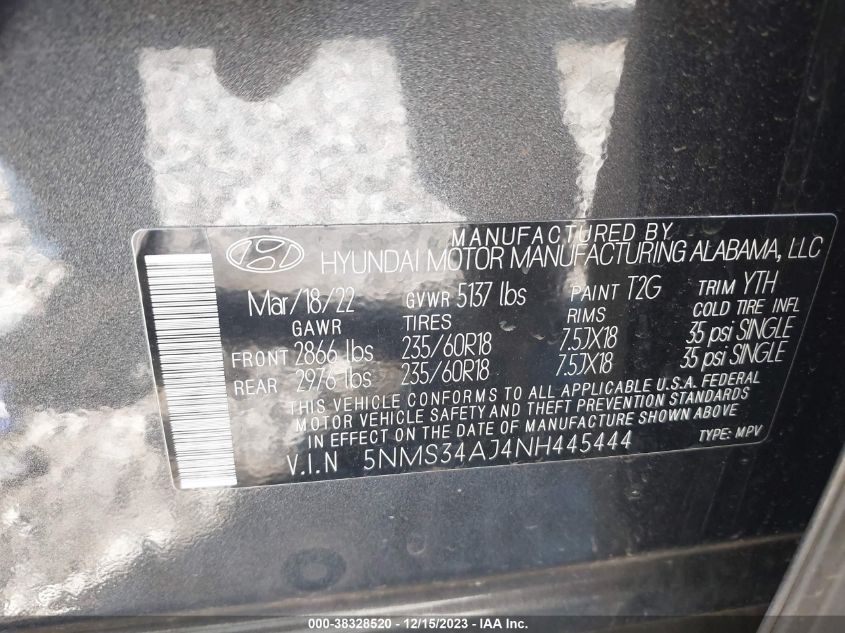 MANUFACTURED BY
HYUNDAI MOTOR MANUFACTURING ALABAMA, LLC
Mar/18/22 GVWR 5137 lbs PAINT T2G TRIM YTH
GAWR TIRES RIMS COLD TIRE INFL
FRONT 2866 lbs 235/60R18 7.5JX18 35 psi SINGLE
REAR 2976 lbs 235/60R18 7.5JX18 35 psi SINGLE
THIS VEHICLE CONFORMS TO ALL APPLICABLE U.S.A. FEDERAL
MOTOR VEHICLE SAFETY AND THEFT PREVENTION STANDARDS
IN EFFECT ON THE DATE OF MANUFACTURE SHOWN ABOVE
V.I.N 5NMS34AJ4NH445444 TYPE: MPV
000-38328520 - 12/15/2023 - © IAA Inc.